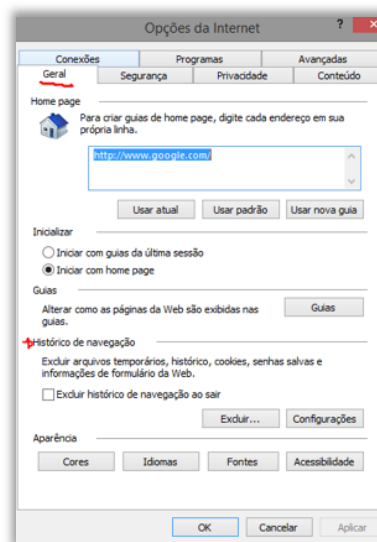 Opções da Internet
?
Conexões Programas Avançadas
Geral Segurança Privacidade Conteúdo
Home page
Para criar guias de home page, digite cada endereço em sua
própria linha.
http://www.google.com/
Usar atual Usar padrão Usar nova guia
Inicializar
Iniciar com guias da última sessão
Iniciar com home page
Guias
Alterar como as páginas da Web são exibidas nas
guias.
Guias
Histórico de navegação
Excluir arquivos temporários, histórico, cookies, senhas salvas e
informações de formulário da Web.
Excluir histórico de navegação ao sair
Excluir... Configurações
Aparência
Cores Idiomas Fontes Acessibilidade
OK Cancelar Aplicar